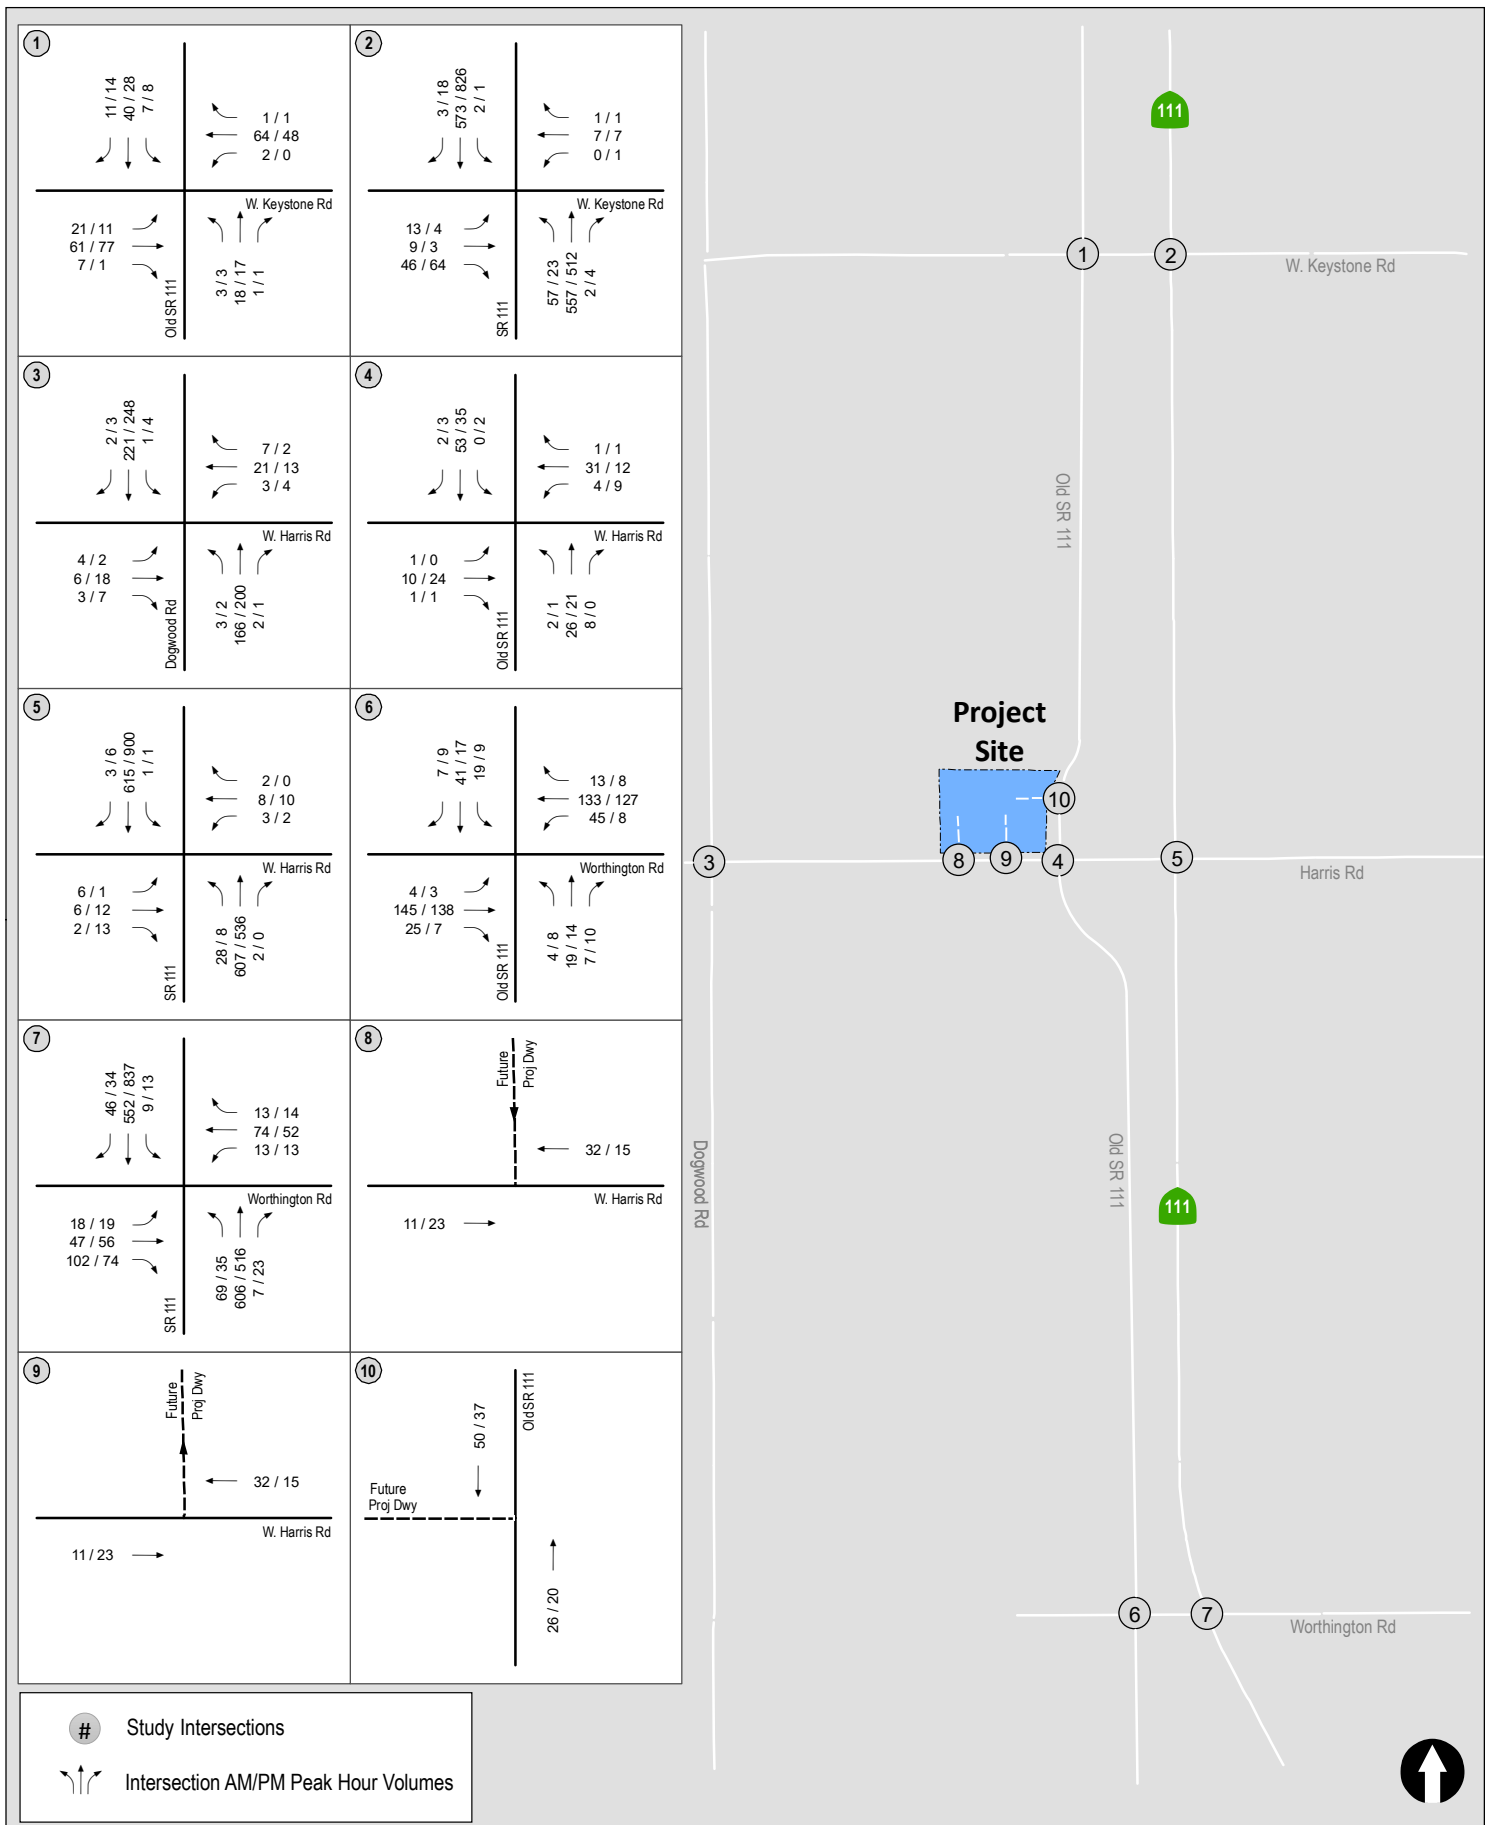 1
11 / 14
40 / 28
7 / 8
1 / 1
64 / 48
2 / 0
W. Keystone Rd
21 / 11
61 / 77
7 / 1
Old SR 111
3 / 3
18 / 17
1 / 1
2
3 / 18
573 / 826
2 / 1
1 / 1
7 / 7
0 / 1
W. Keystone Rd
13 / 4
9 / 3
46 / 64
SR 111
57 / 23
557 / 512
2 / 4
3
2 / 3
221 / 248
1 / 4
7 / 2
21 / 13
3 / 4
W. Harris Rd
4 / 2
6 / 18
3 / 7
Dogwood Rd
3 / 2
166 / 200
2 / 1
4
2 / 3
53 / 35
0 / 2
1 / 1
31 / 12
4 / 9
W. Harris Rd
1 / 0
10 / 24
1 / 1
Old SR 111
2 / 1
26 / 21
8 / 0
5
3 / 6
615 / 900
1 / 1
2 / 0
8 / 10
3 / 2
W. Harris Rd
6 / 1
6 / 12
2 / 13
SR 111
28 / 8
607 / 536
2 / 0
6
7 / 9
41 / 17
19 / 9
13 / 8
133 / 127
45 / 8
Worthington Rd
4 / 3
145 / 138
25 / 7
Old SR 111
4 / 8
19 / 14
7 / 10
7
46 / 34
552 / 837
9 / 13
13 / 14
74 / 52
13 / 13
Worthington Rd
18 / 19
47 / 56
102 / 74
SR 111
69 / 35
606 / 516
7 / 23
8
Future
Proj Dwy
32 / 15
W. Harris Rd
11 / 23
9
Future
Proj Dwy
32 / 15
W. Harris Rd
11 / 23
10
50 / 37
Old SR 111
Future
Proj Dwy
26 / 20
111
1
2
W. Keystone Rd
Old SR 111
Project
Site
10
3
8
9
4
5
Harris Rd
Dogwood Rd
Old SR 111
111
6
7
Worthington Rd
# Study Intersections
Intersection AM/PM Peak Hour Volumes